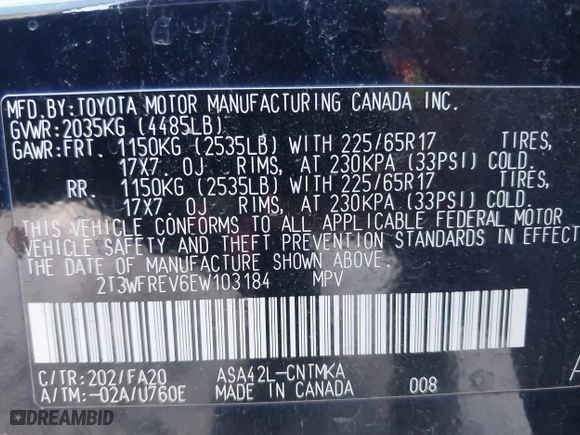 MFD.BY:TOYOTA MOTOR MANUFACTURING CANADA INC.
GVWR:2035KG (4485LB)
GAWR:FRT. 1150KG (2535LB) WITH 225/65R17 TIRES,
17X7.0J RIMS, AT 230KPA (33PSI) COLD.
RR. 1150KG (2535LB) WITH 225/65R17 TIRES,
17X7.0J RIMS, AT 230KPA (33PSI) COLD.
THIS VEHICLE CONFORMS TO ALL APPLICABLE FEDERAL MOTOR
VEHICLE SAFETY AND THEFT PREVENTION STANDARDS IN EFFECT
THE DATE OF MANUFACTURE SHOWN ABOVE.
2T3WFREV6EW103184 MPV
C/TR:202/FA20 ASA42L-CNTMKA
A/TM:-02A/U760E MADE IN CANADA 008
DREAMBID